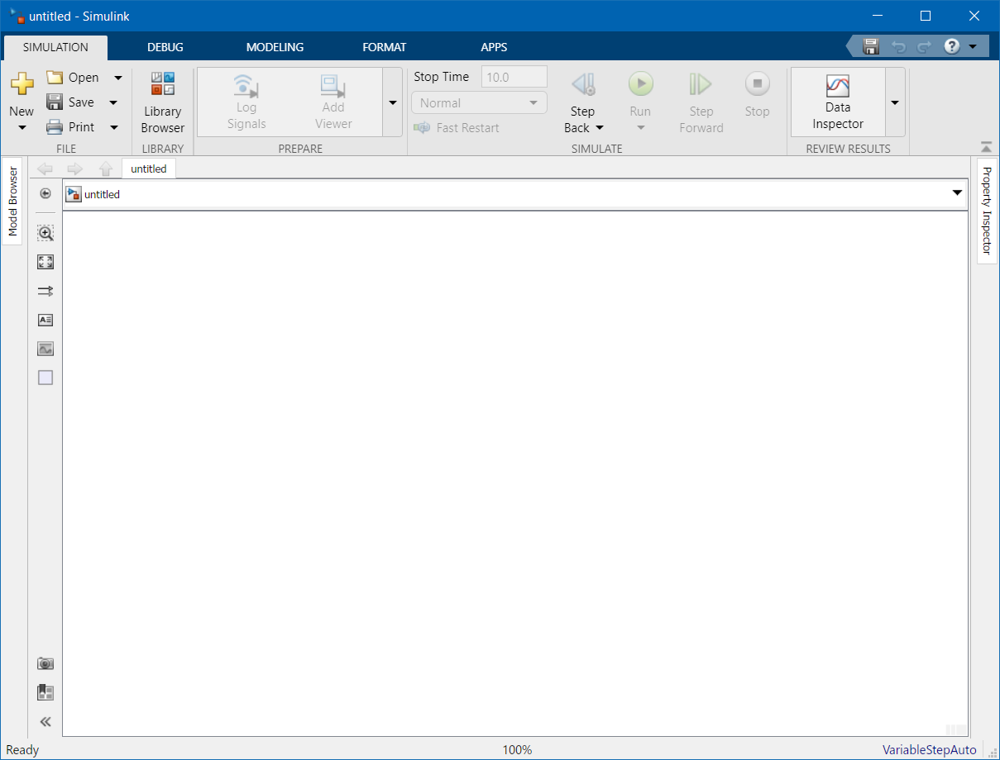 untitled - Simulink
SIMULATION
DEBUG
MODELING
FORMAT
APPS
?
New
Open
Save
Print
FILE
Library
Browser
LIBRARY
Log
Signals
Add
Viewer
PREPARE
Stop Time
10.0
Normal
Fast Restart
Step
Back
Run
Step
Forward
Stop
SIMULATE
Data
Inspector
REVIEW RESULTS
Model Browser
untitled
untitled
Property Inspector
A
Ready
100%
VariableStepAuto